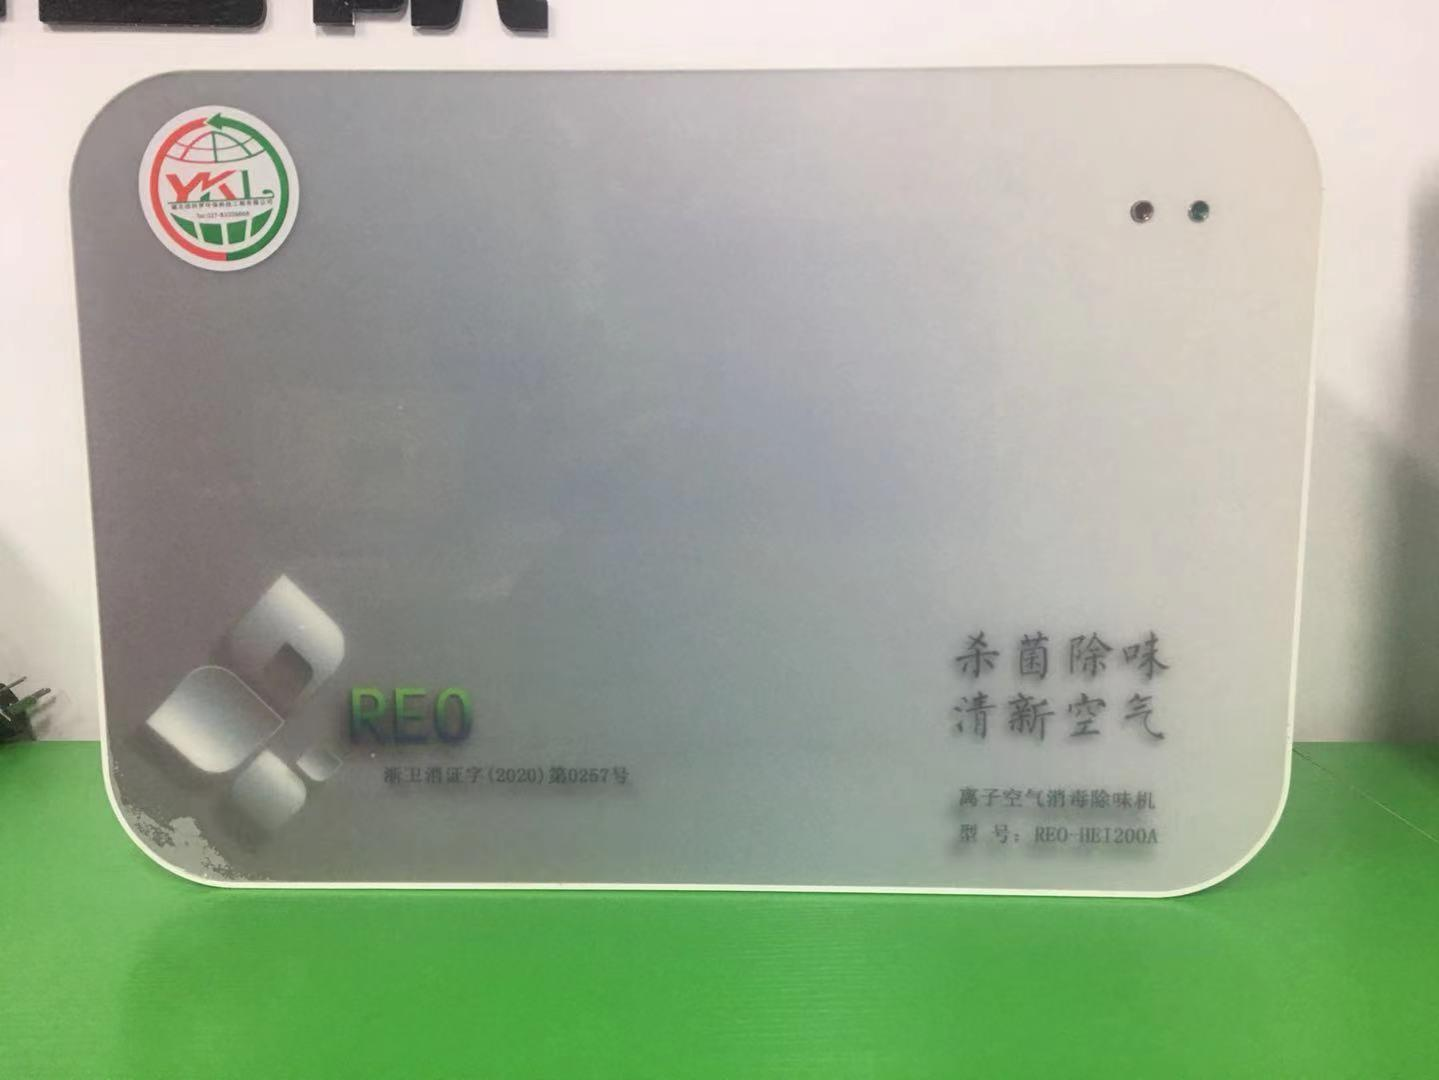 YKL
REO
浙卫消证字(2020)第0257号
杀菌除味
清新空气
离子空气消毒除味机
型 号：REO-HEI200A